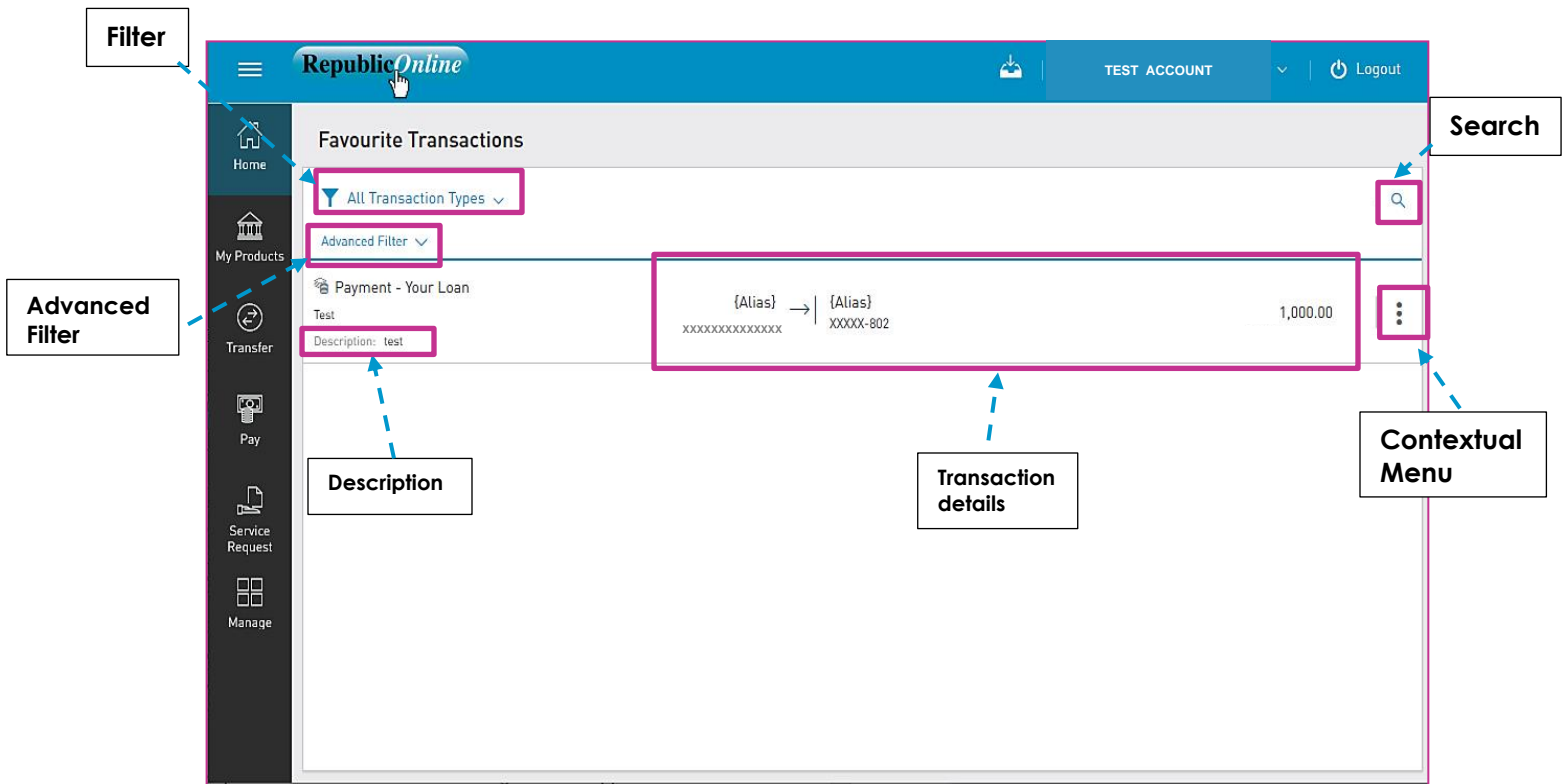 Filter
RepublicOnline
TEST ACCOUNT
Logout
Search
Home
Favourite Transactions
All Transaction Types
My Products
Advanced Filter
Advanced
Filter
Payment - Your Loan
Test
Description: test
{Alias}
xxxxxxxxxxxxxx
{Alias}
XXXXX-802
1,000.00
Transfer
Pay
Description
Transaction
details
Contextual
Menu
Service
Request
Manage